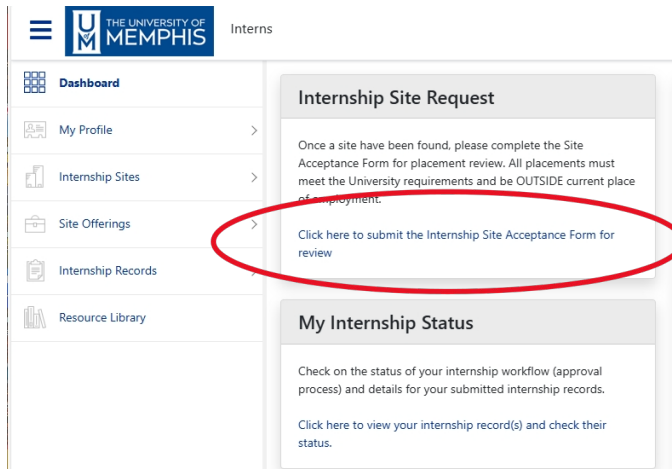 THE UNIVERSITY OF
MEMPHIS
Interns
Dashboard
My Profile
Internship Sites
Site Offerings
Internship Records
Resource Library
Internship Site Request
Once a site have been found, please complete the Site
Acceptance Form for placement review. All placements must
meet the University requirements and be OUTSIDE current place
of employment.
Click here to submit the Internship Site Acceptance Form for
review
My Internship Status
Check on the status of your internship workflow (approval
process) and details for your submitted internship records.
Click here to view your internship record(s) and check their
status.